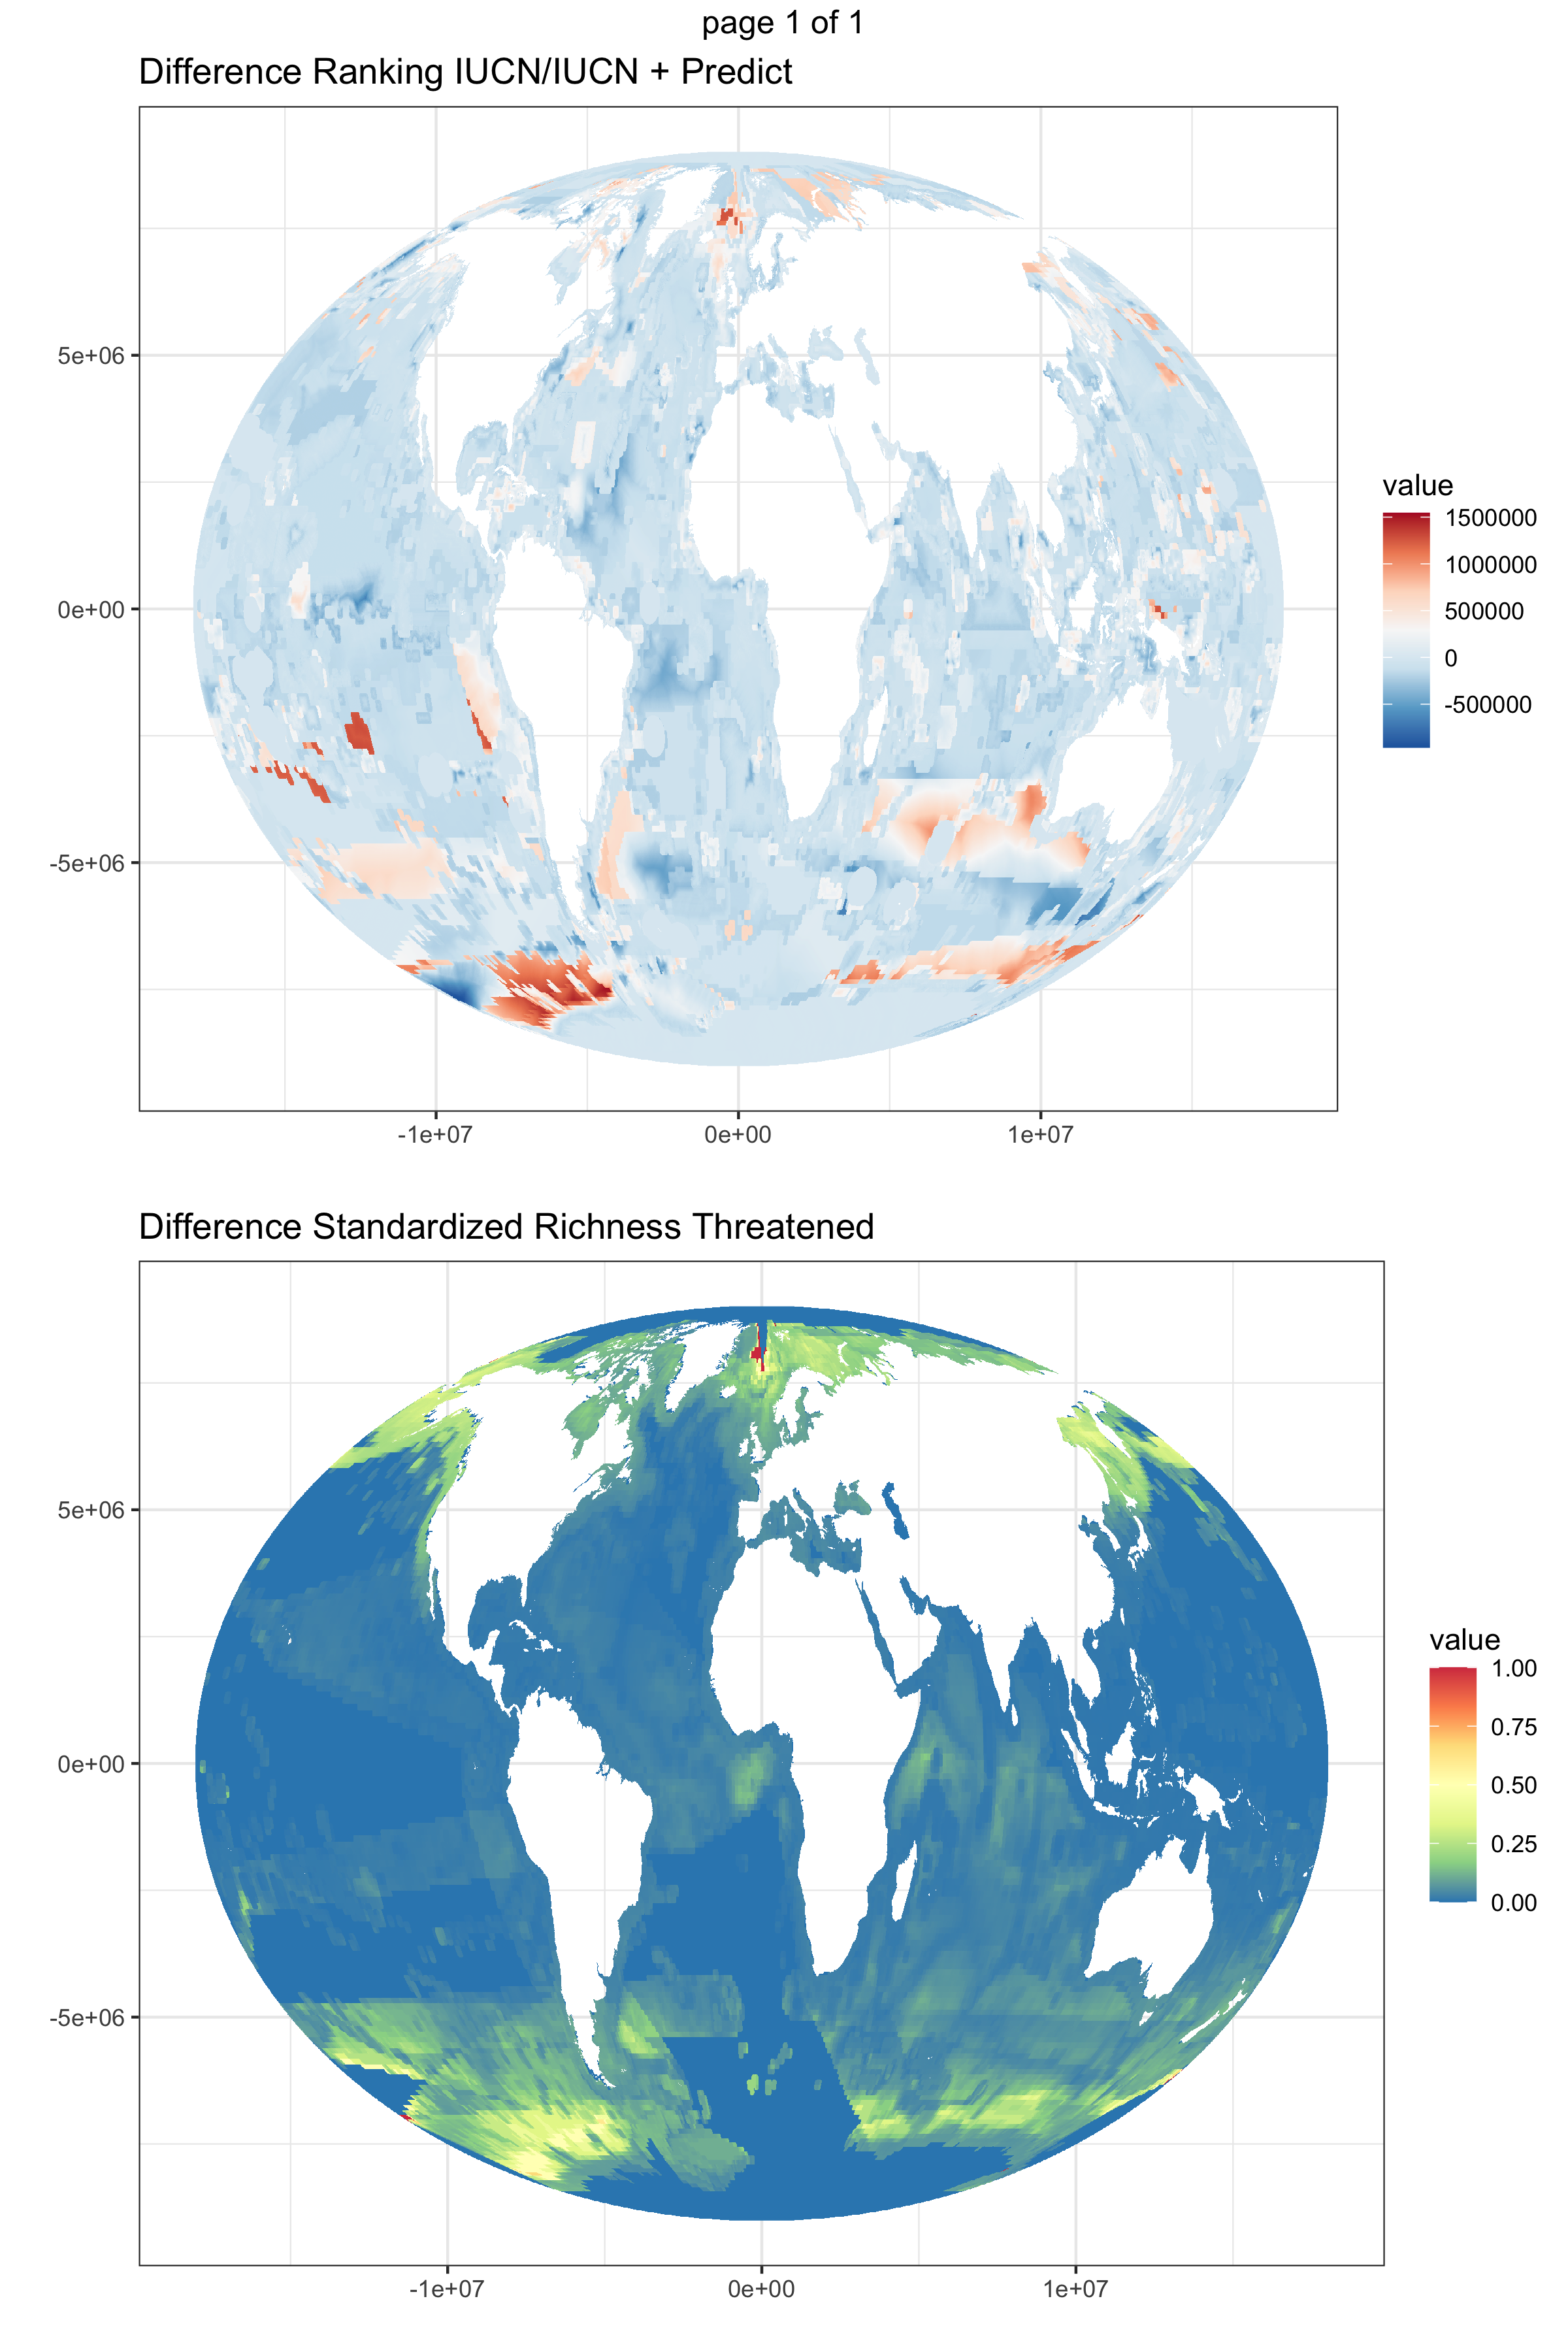 page 1 of 1
Difference Ranking IUCN/IUCN + Predict
5e+06
0e+00
-5e+06
-1e+07
0e+00
1e+07
value
1500000
1000000
500000
0
-500000
Difference Standardized Richness Threatened
5e+06
0e+00
-5e+06
-1e+07
0e+00
1e+07
value
1.00
0.75
0.50
0.25
0.00